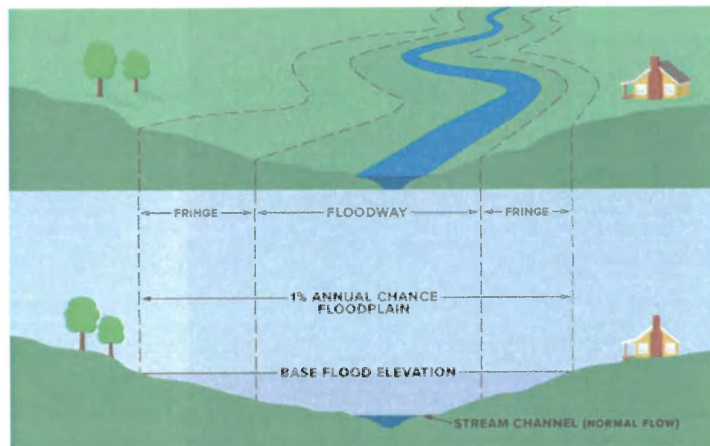 FRINGE
FLOODWAY
FRINGE
1% ANNUAL CHANCE
FLOODPLAIN
BASE FLOOD ELEVATION
STREAM CHANNEL (NORMAL FLOW)